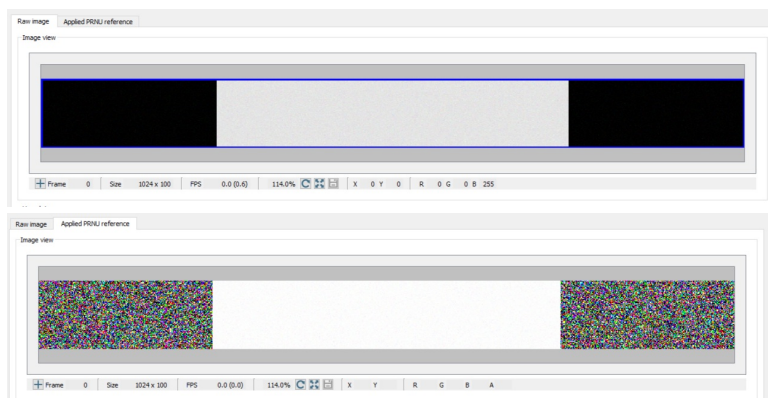 Raw image Applied PRNU reference
Image view
Frame 0 Size 1024 x 100 FPS 0.0 (0.6) 114.0% X 0 Y 0 R 0 G 0 B 255
Raw image Applied PRNU reference
Image view
Frame 0 Size 1024 x 100 FPS 0.0 (0.0) 114.0% X Y R G B A